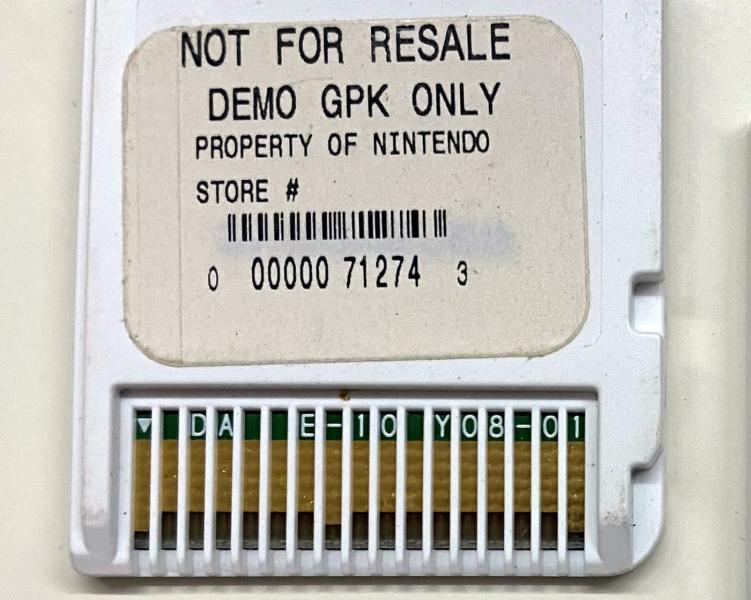 NOT FOR RESALE
DEMO GPK ONLY
PROPERTY OF NINTENDO
STORE #
0 00000 71274 3
DA E-10 Y08-01